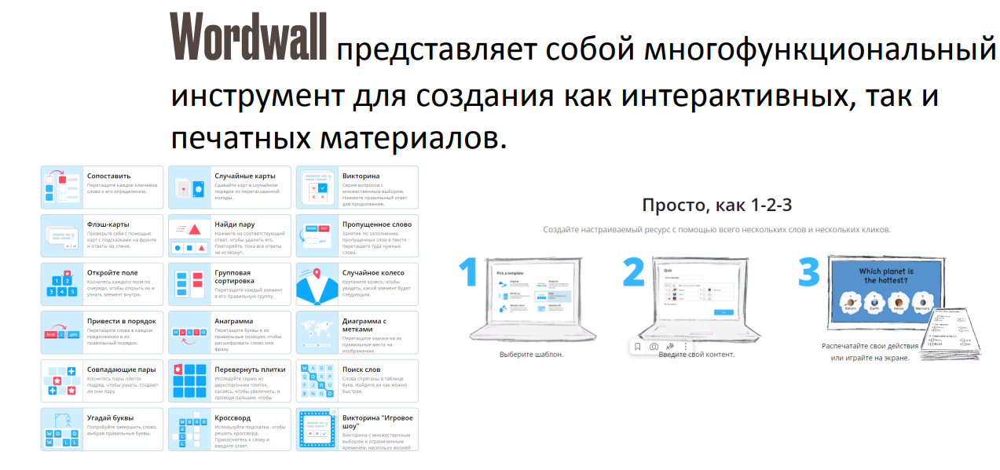 Wordwall представляет собой многофункциональный
инструмент для создания как интерактивных, так и
печатных материалов.
Сопоставить
Перетащите каждое ключевое
слово к его определению.
Случайные карты
Сдавайте карт в случайном
порядке из перетасованной
колоды.
Викторина
Серия вопросов с
множественным выбором.
Нажмите правильный ответ
для продолжение.
Флэш-карты
Проверьте себя с помощью
карт с подсказками на фронте
и ответы на спине.
Найди пару
Нажмите на соответствующий
ответ, чтобы удалить его.
Повторяйте, пока все ответы
не исчезнут.
Пропущенное слово
Занятие по заполнению
пропущенных слов в тексте -
перетащите туда нужные
слова.
Откройте поле
Коснитесь каждого поля по
очереди, чтобы открыть их и
узнать элемент внутри.
1 2
3 4 5
Групповая
сортировка
Перетащите каждый элемент
в его правильную группу.
Случайное колесо
Крутаните колесо, чтобы
увидеть, какой элемент будет
следующим.
Привести в порядок
Перетащите слова в каждом
предложении в их
правильный порядок.
love I you
Анаграмма
Перетащите буквы в их
правильные позиции, чтобы
расшифровать слово или
фразу.
Диаграмма с
метками
Перетащите значки на их
правильные места на
изображении.
Совпадающие пары
Коснитесь пары плиток
подряд, чтобы узнать, создают
ли они пару.
Перевернуть плитки
Исследуйте серию из
двухсторонних плиток,
касаясь, чтобы увеличить, и
проводя пальцем, чтобы
Поиск слов
Слова спрятаны в таблице
букв. Найдите их как можно
быстрее.
Угадай буквы
Попробуйте завершить слово,
выбрав правильные буквы.
Кроссворд
Используйте подсказки, чтобы
решить кроссворд.
Прикоснитесь к слову и
введите ответ.
Викторина "Игровое
шоу"
Викторина с множественным
выбором и ограниченным
временем, несколько жизней
Просто, как 1-2-3
Создайте настраиваемый ресурс с помощью всего нескольких слов и нескольких кликов.
1
Pick a template
Выберите шаблон.
2
Quiz
Введите свой контент.
3
Which planet is
the hottest?
Saturn Earth Venus Mercury
Распечатайте свои действия
или играйте на экране.